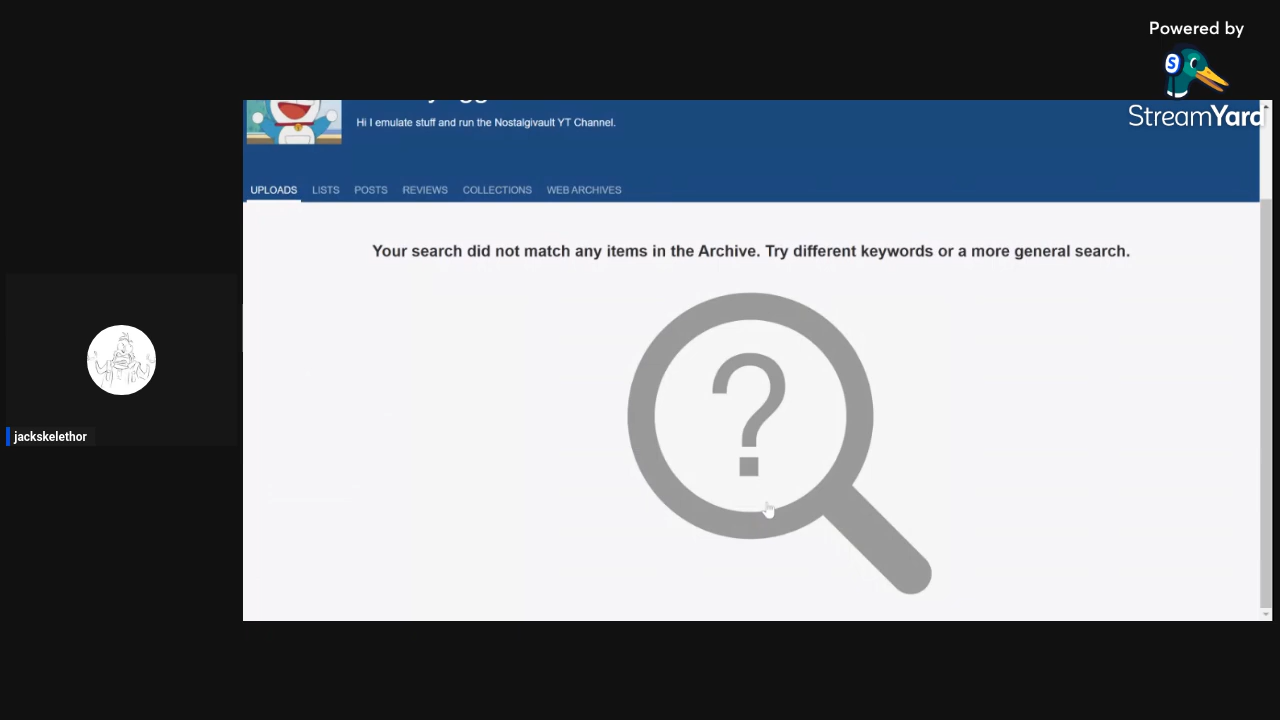 Powered by
StreamYard
Hi I emulate stuff and run the Nostalgivault YT Channel.
UPLOADS LISTS POSTS REVIEWS COLLECTIONS WEB ARCHIVES
Your search did not match any items in the Archive. Try different keywords or a more general search.
?
jackskelethor